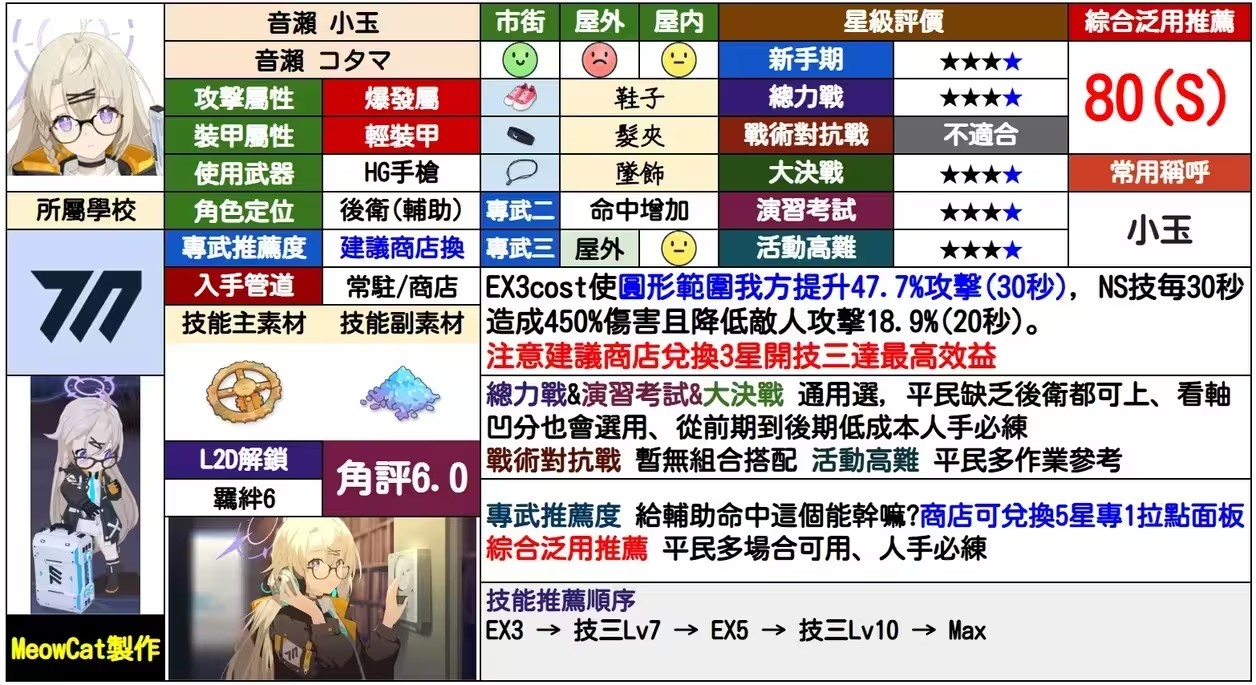 音瀨 小玉
音瀨 コタマ
攻擊屬性 爆發屬
裝甲屬性 輕裝甲
使用武器 HG手槍
所屬學校
角色定位 後衛(輔助)
專武推薦度 建議商店換
入手管道 常駐/商店
技能主素材 技能副素材
L2D解鎖
羈絆6
角評6.0
MeowCat製作
市街 屋外 屋內
鞋子
髮夾
墜飾
專武二 命中增加
專武三 屋外
星級評價
新手期 ★★★★
總力戰 ★★★★
戰術對抗戰 不適合
大決戰 ★★★★
演習考試 ★★★★
活動高難 ★★★★
綜合泛用推薦
80(S)
常用稱呼
小玉
EX3cost使圓形範圍我方提升47.7%攻擊(30秒)，NS技每30秒
造成450%傷害且降低敵人攻擊18.9%(20秒)。
注意建議商店兌換3星開技三達最高效益
總力戰&演習考試&大決戰 通用選，平民缺乏後衛都可上、看軸
凹分也會選用、從前期到後期低成本人手必練
戰術對抗戰 暫無組合搭配 活動高難 平民多作業參考
專武推薦度 給輔助命中這個能幹嘛?商店可兌換5星專1拉點面板
綜合泛用推薦 平民多場合可用、人手必練
技能推薦順序
EX3 → 技三Lv7 → EX5 → 技三Lv10 → Max